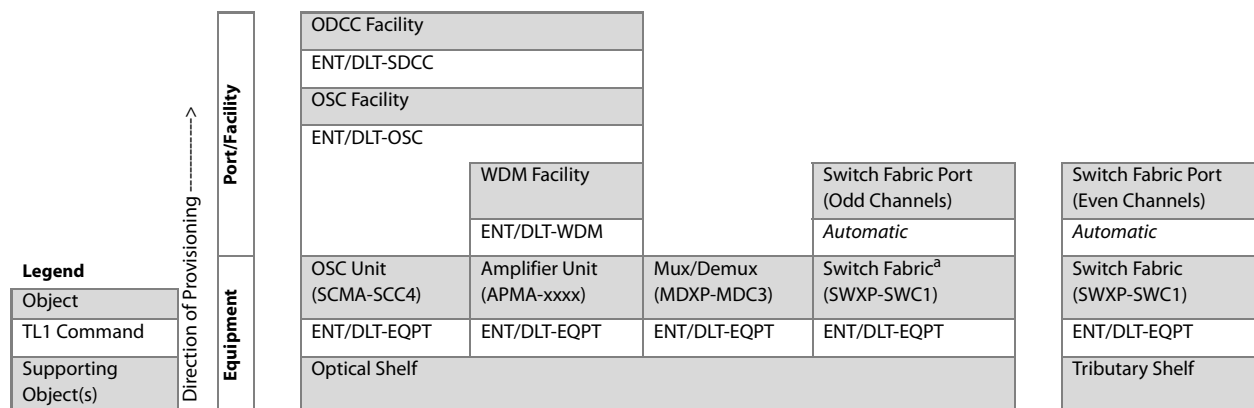 ODCC Facility
ENT/DLT-SDCC
OSC Facility
ENT/DLT-OSC
WDM Facility
Switch Fabric Port
(Odd Channels)
Switch Fabric Port
(Even Channels)
ENT/DLT-WDM
Automatic
Automatic
Port/Facility
Direction of Provisioning ------------->
Legend
Object
TL1 Command
Supporting
Object(s)
Equipment
OSC Unit
(SCMA-SCC4)
Amplifier Unit
(APMA-xxxx)
Mux/Demux
(MDXP-MDC3)
Switch Fabrica
(SWXP-SWC1)
Switch Fabric
(SWXP-SWC1)
ENT/DLT-EQPT
ENT/DLT-EQPT
ENT/DLT-EQPT
ENT/DLT-EQPT
ENT/DLT-EQPT
Optical Shelf
Tributary Shelf